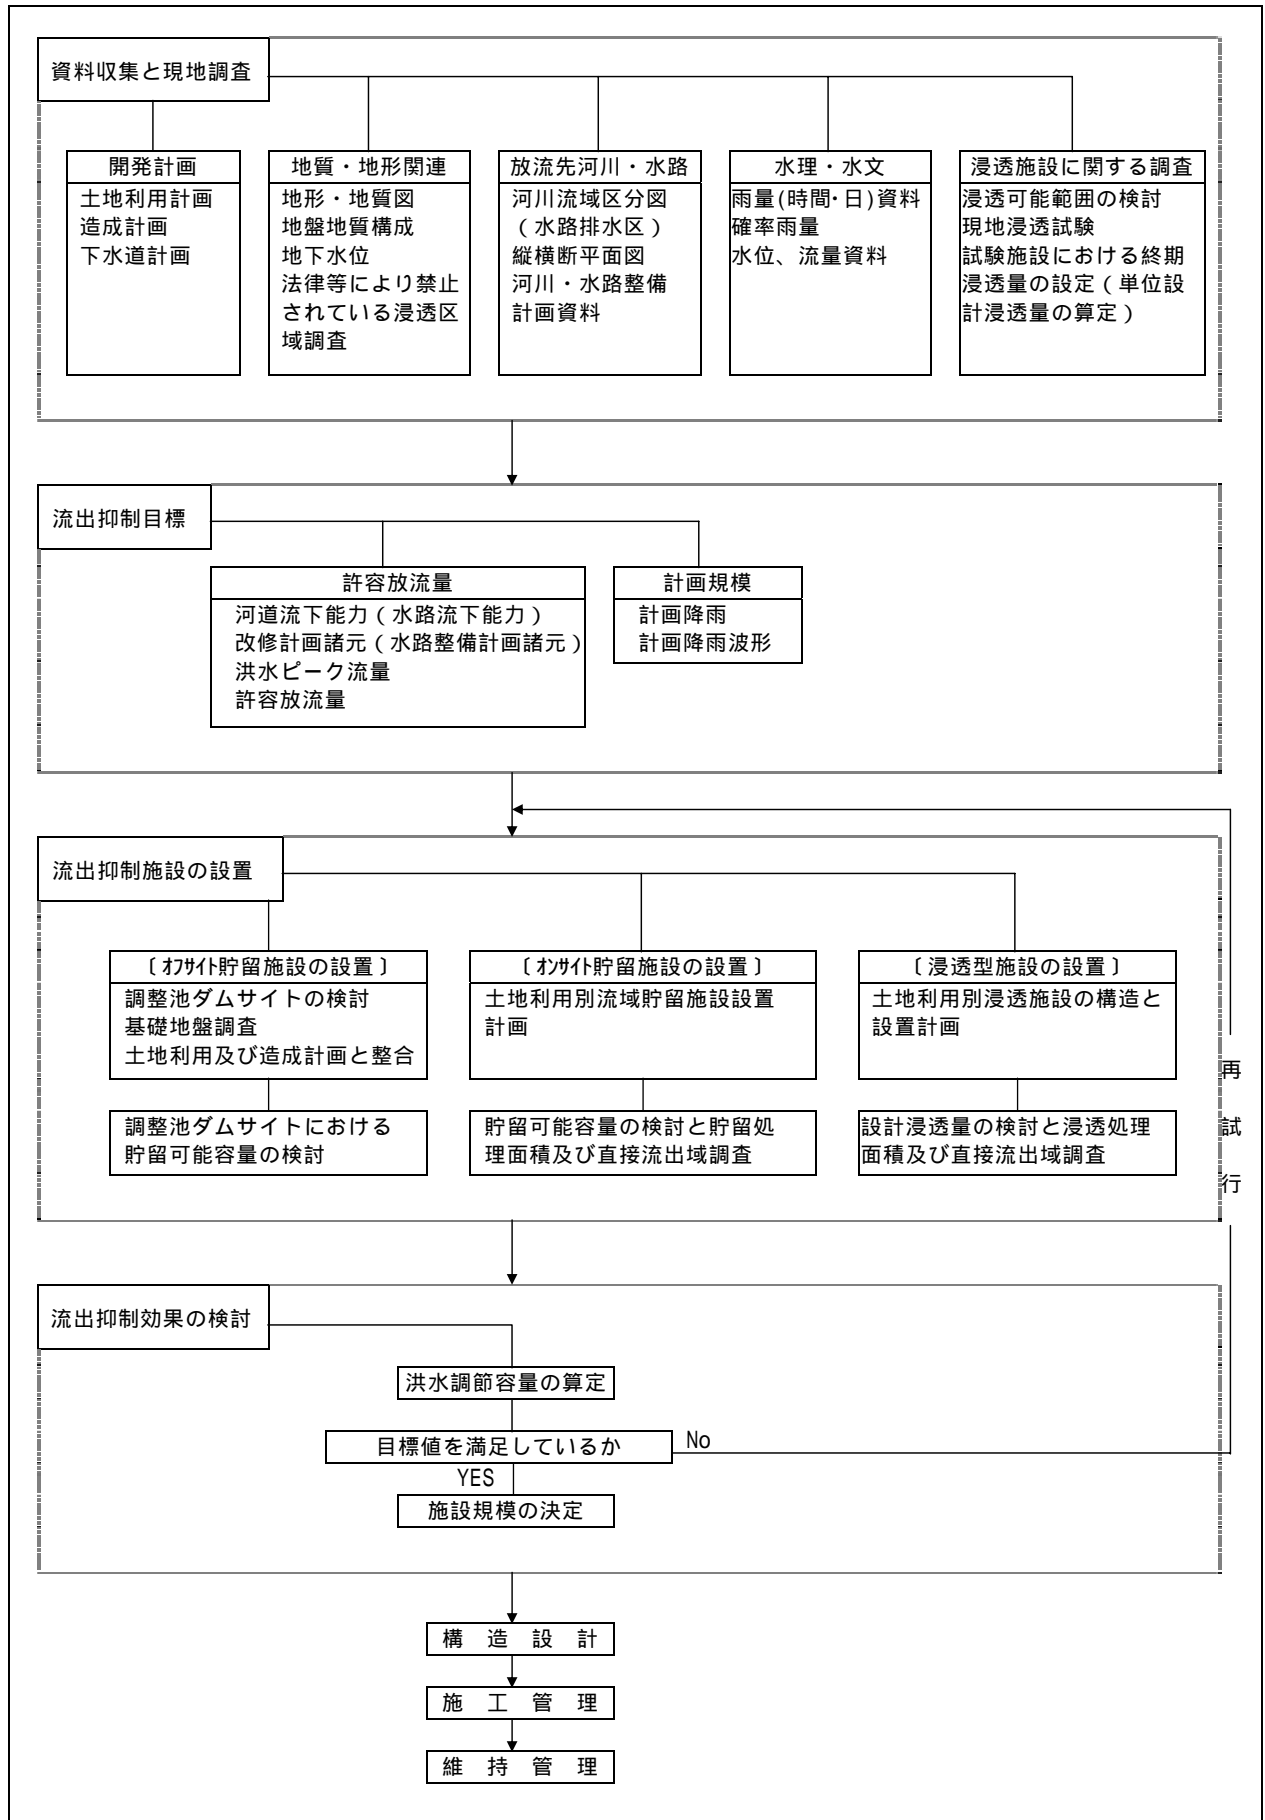 資料収集と現地調査
開発計画
土地利用計画
造成計画
下水道計画
地質・地形関連
地形・地質図
地盤地質構成
地下水位
法律等により禁止
されている浸透区
域調査
放流先河川・水路
河川流域区分図
(水路排水区)
縦横断平面図
河川・水路整備
計画資料
水理・水文
雨量(時間・日)資料
確率雨量
水位、流量資料
浸透施設に関する調査
浸透可能範囲の検討
現地浸透試験
試験施設における終期
浸透量の設定(単位設
計浸透量の算定)
流出抑制目標
許容放流量
河道流下能力(水路流下能力)
改修計画諸元(水路整備計画諸元)
洪水ピーク流量
許容放流量
計画規模
計画降雨
計画降雨波形
流出抑制施設の設置
〔オフサイト貯留施設の設置〕
調整池ダムサイトの検討
基礎地盤調査
土地利用及び造成計画と整合
調整池ダムサイトにおける
貯留可能容量の検討
〔オンサイト貯留施設の設置〕
土地利用別流域貯留施設設置
計画
貯留可能容量の検討と貯留処
理面積及び直接流出域調査
〔浸透型施設の設置〕
土地利用別浸透施設の構造と
設置計画
設計浸透量の検討と浸透処理
面積及び直接流出域調査
再
試
行
流出抑制効果の検討
洪水調節容量の算定
目標値を満足しているか
No
YES
施設規模の決定
構 造 設 計
施 工 管 理
維 持 管 理